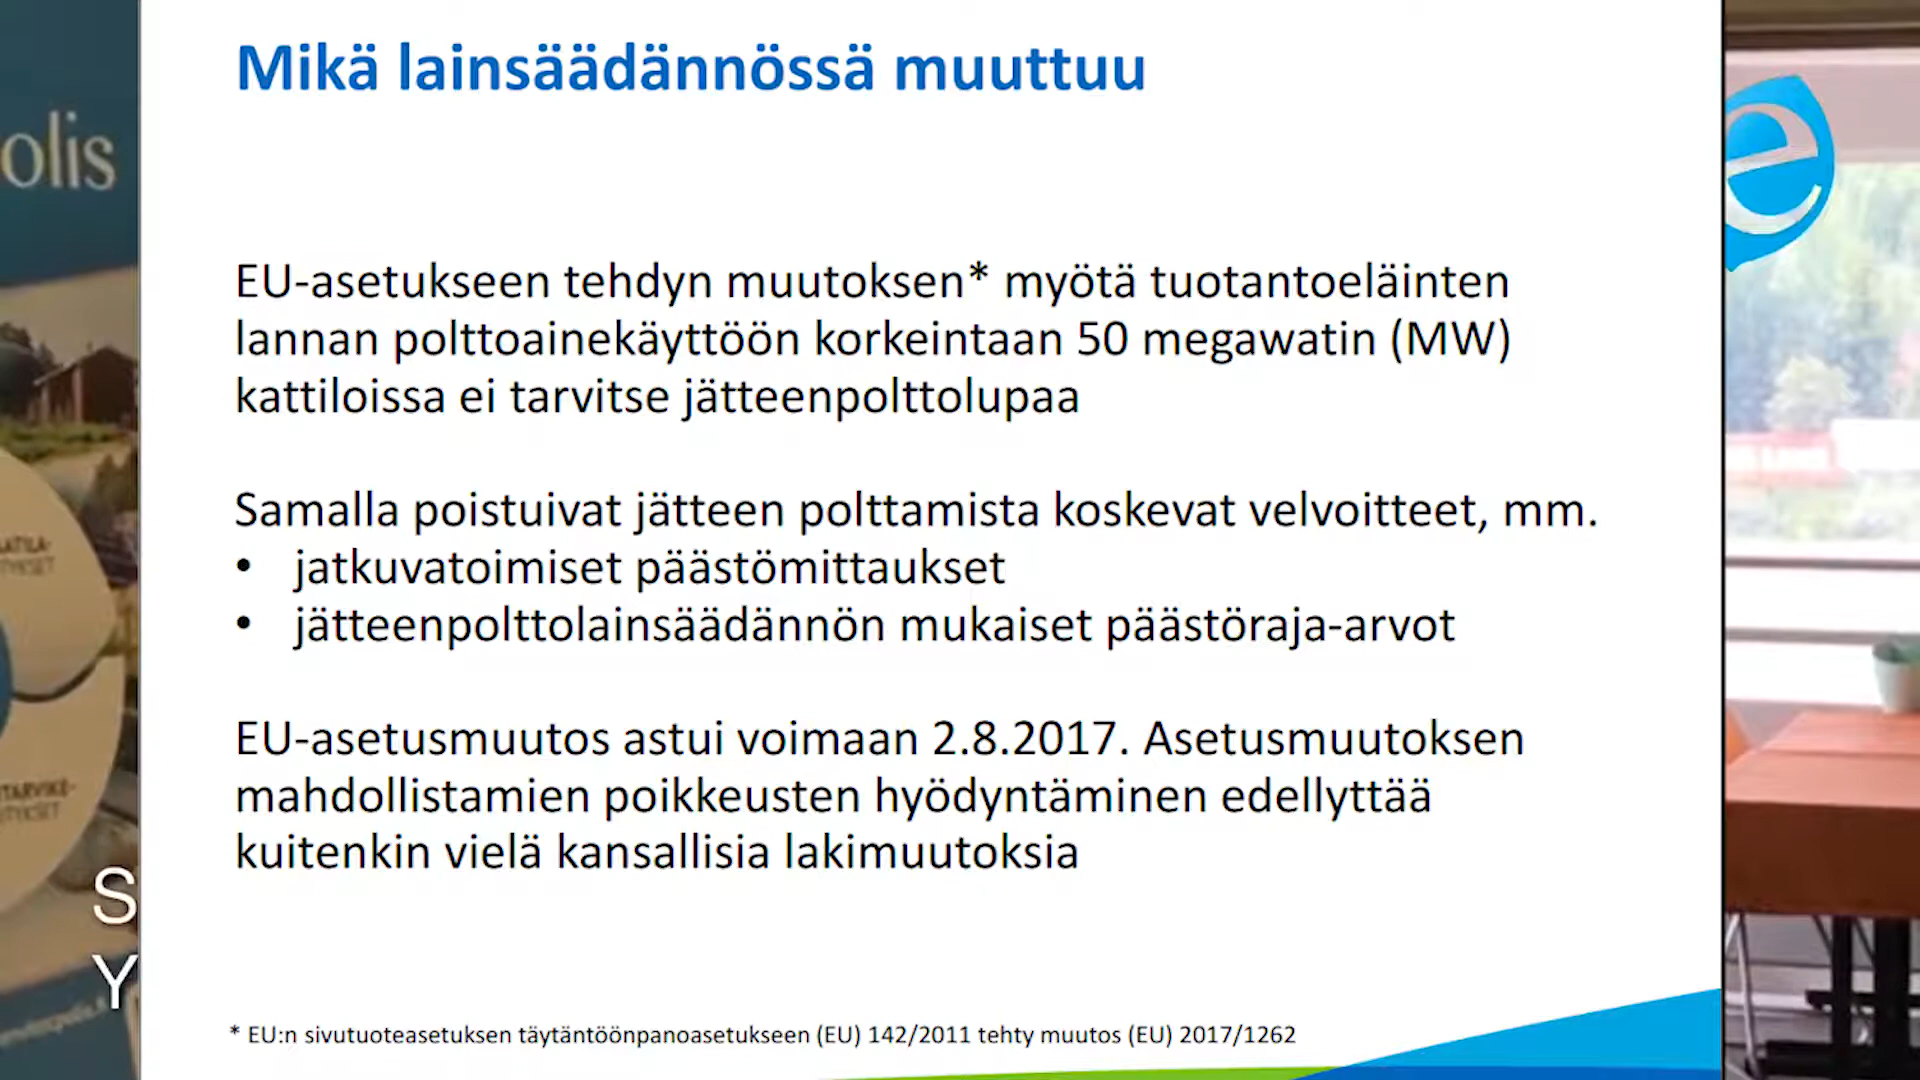 Mikä lainsäädännössä muuttuu
olis
e
EU-asetukseen tehdyn muutoksen* myötä tuotantoeläinten
lannan polttoainekäyttöön korkeintaan 50 megawatin (MW)
kattiloissa ei tarvitse jätteenpolttolupaa
Samalla poistuivat jätteen polttamista koskevat velvoitteet, mm.
• jatkuvatoimiset päästömittaukset
• jätteenpolttolainsäädännön mukaiset päästöraja-arvot
EU-asetusmuutos astui voimaan 2.8.2017. Asetusmuutoksen
mahdollistamien poikkeusten hyödyntäminen edellyttää
kuitenkin vielä kansallisia lakimuutoksia
S
Y
* EU:n sivutuoteasetuksen täytäntöönpanoasetukseen (EU) 142/2011 tehty muutos (EU) 2017/1262